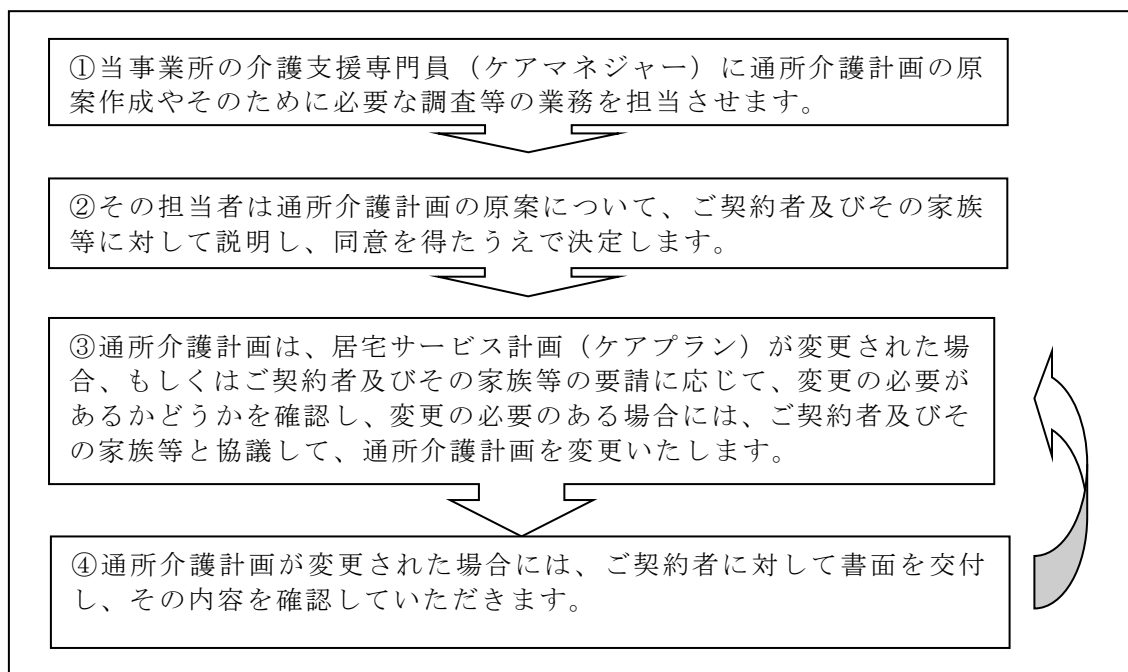 ①当事業所の介護支援専門員（ケアマネジャー）に通所介護計画の原
案作成やそのために必要な調査等の業務を担当させます。
②その担当者は通所介護計画の原案について、ご契約者及びその家族
等に対して説明し、同意を得たうえで決定します。
③通所介護計画は、居宅サービス計画（ケアプラン）が変更された場
合、もしくはご契約者及びその家族等の要請に応じて、変更の必要が
あるかどうかを確認し、変更の必要のある場合には、ご契約者及びそ
の家族等と協議して、通所介護計画を変更いたします。
④通所介護計画が変更された場合には、ご契約者に対して書面を交付
し、その内容を確認していただきます。